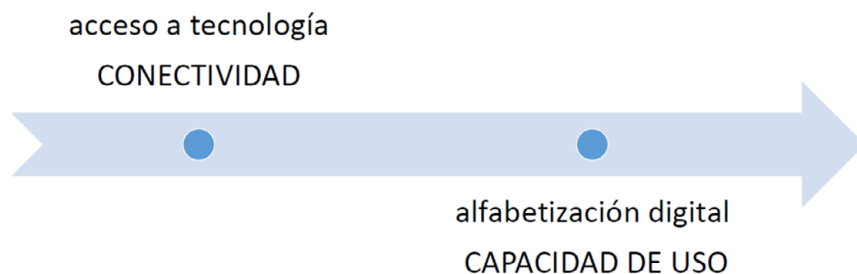 acceso a tecnología
CONECTIVIDAD
alfabetización digital
CAPACIDAD DE USO